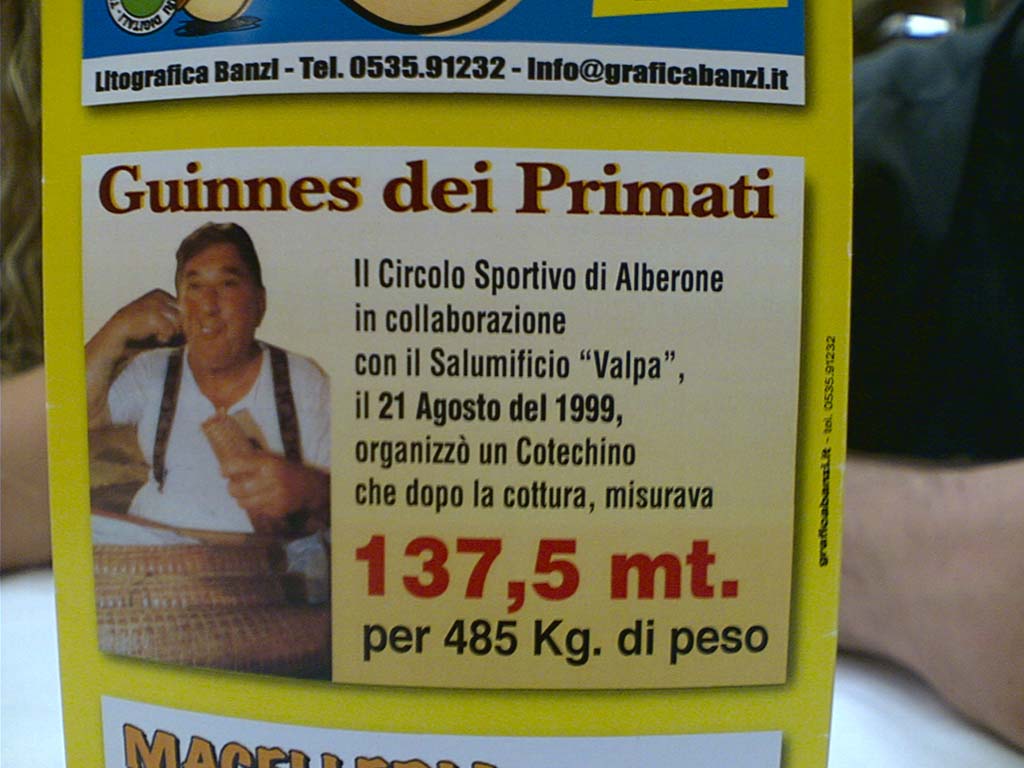 Litografica Banzi - Tel. 0535.91232 - Info@graficabanzi.it
Guinnes dei Primati
Il Circolo Sportivo di Alberone
in collaborazione
con il Salumificio "Valpa",
il 21 Agosto del 1999,
organizzò un Cotechino
che dopo la cottura, misurava
137,5 mt.
per 485 Kg. di peso
graficabanzi.it - tel. 0535.91232